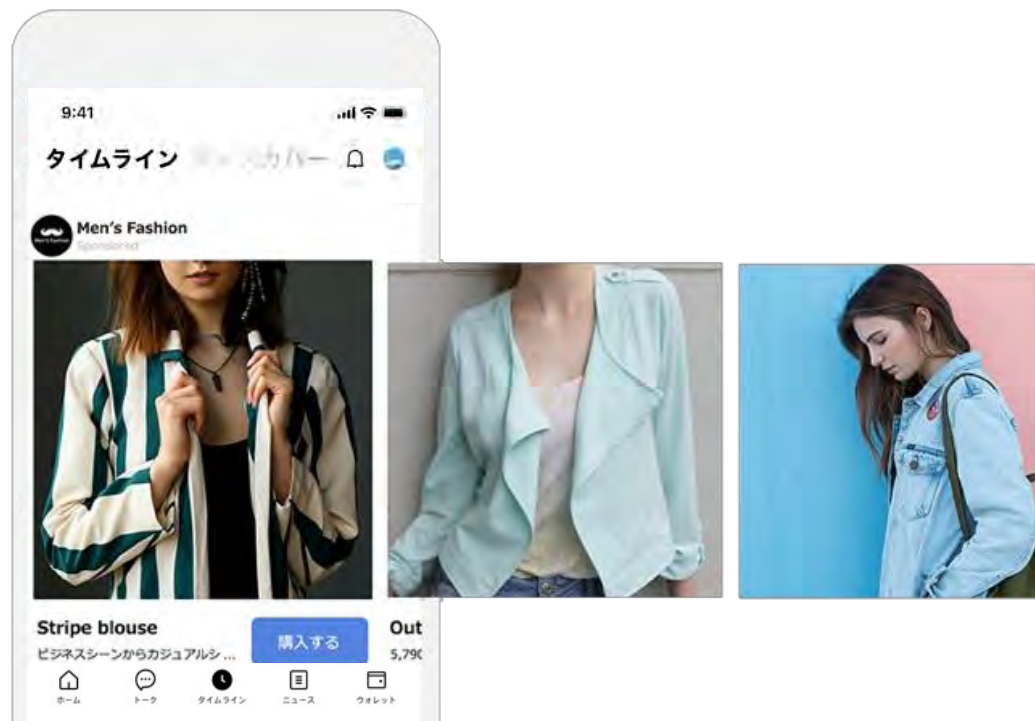 9:41
タイムライン
Men's Fashion
Sponsored
Stripe blouse
ビジネスシーンからカジュアルシ ...
購入する
Out
5,790
ホーム
トーク
タイムライン
ニュース
ウォレット